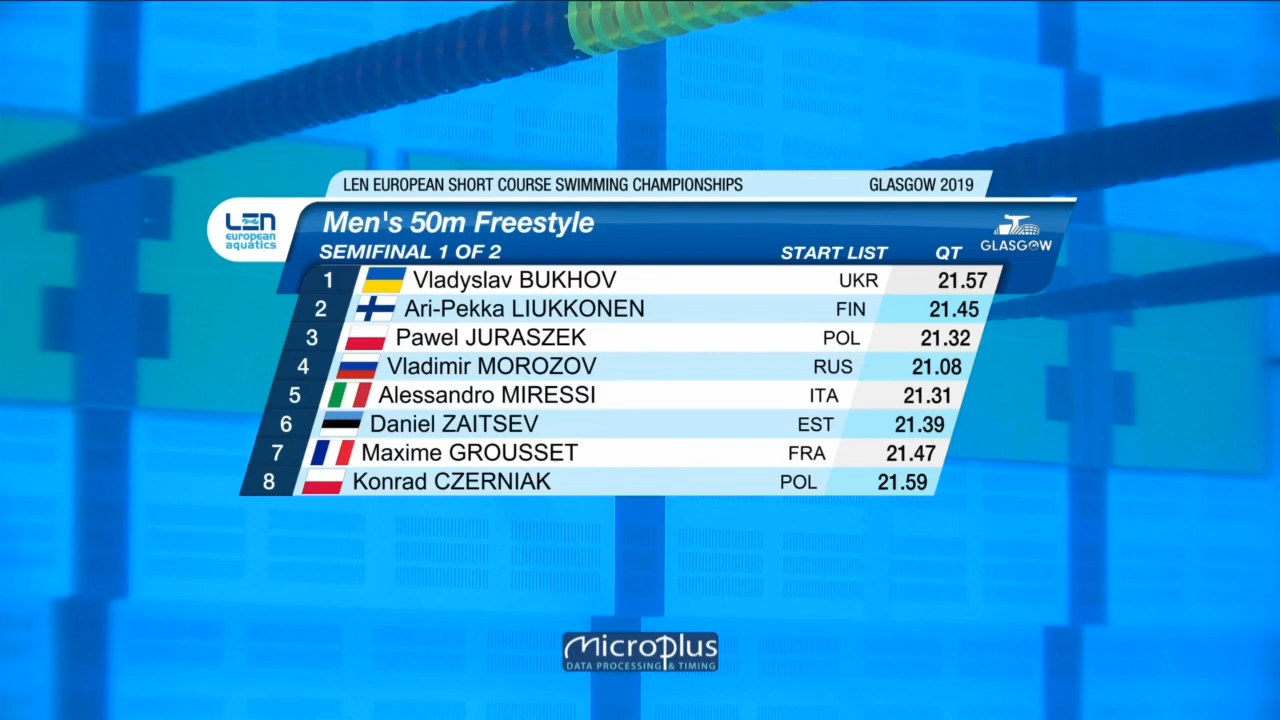 LEN EUROPEAN SHORT COURSE SWIMMING CHAMPIONSHIPS GLASGOW 2019
LEN
european
aquatics
Men's 50m Freestyle
GLASGOW
SEMIFINAL 1 OF 2 START LIST QT
1 Vladyslav BUKHOV UKR 21.57
2 Ari-Pekka LIUKKONEN FIN 21.45
3 Pawel JURASZEK POL 21.32
4 Vladimir MOROZOV RUS 21.08
5 Alessandro MIRESSI ITA 21.31
6 Daniel ZAITSEV EST 21.39
7 Maxime GROUSSET FRA 21.47
8 Konrad CZERNIAK POL 21.59
Microplus
DATA PROCESSING & TIMING